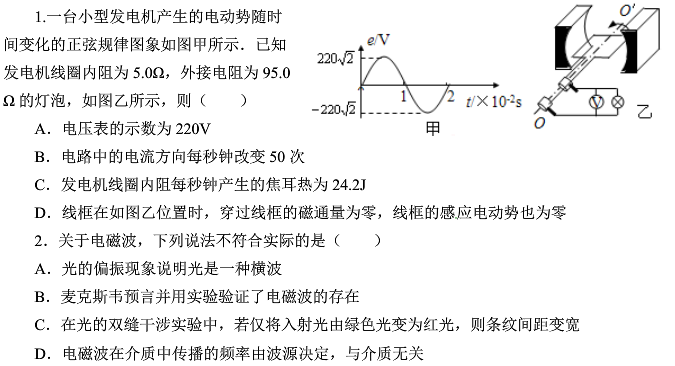 1.一台小型发电机产生的电动势随时
间变化的正弦规律图象如图甲所示．已知
发电机线圈内阻为 5.0Ω，外接电阻为 95.0
Ω 的灯泡，如图乙所示，则（　　）
e/V
220√2
1
2
t/×10⁻²s
－220√2
甲
O′
V
O
乙
A．电压表的示数为 220V
B．电路中的电流方向每秒钟改变 50 次
C．发电机线圈内阻每秒钟产生的焦耳热为 24.2J
D．线框在如图乙位置时，穿过线框的磁通量为零，线框的感应电动势也为零
2．关于电磁波，下列说法不符合实际的是（　　）
A．光的偏振现象说明光是一种横波
B．麦克斯韦预言并用实验验证了电磁波的存在
C．在光的双缝干涉实验中，若仅将入射光由绿色光变为红光，则条纹间距变宽
D．电磁波在介质中传播的频率由波源决定，与介质无关